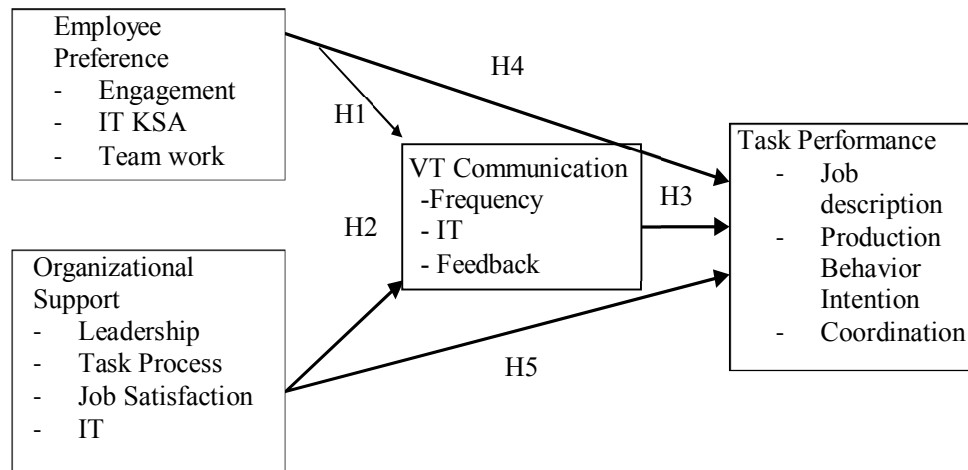 Employee
Preference
- Engagement
- IT KSA
- Team work
H4
H1
VT Communication
-Frequency
- IT
- Feedback
H2
H3
Task Performance
- Job
description
- Production
Behavior
Intention
- Coordination
Organizational
Support
- Leadership
- Task Process
- Job Satisfaction
- IT
H5